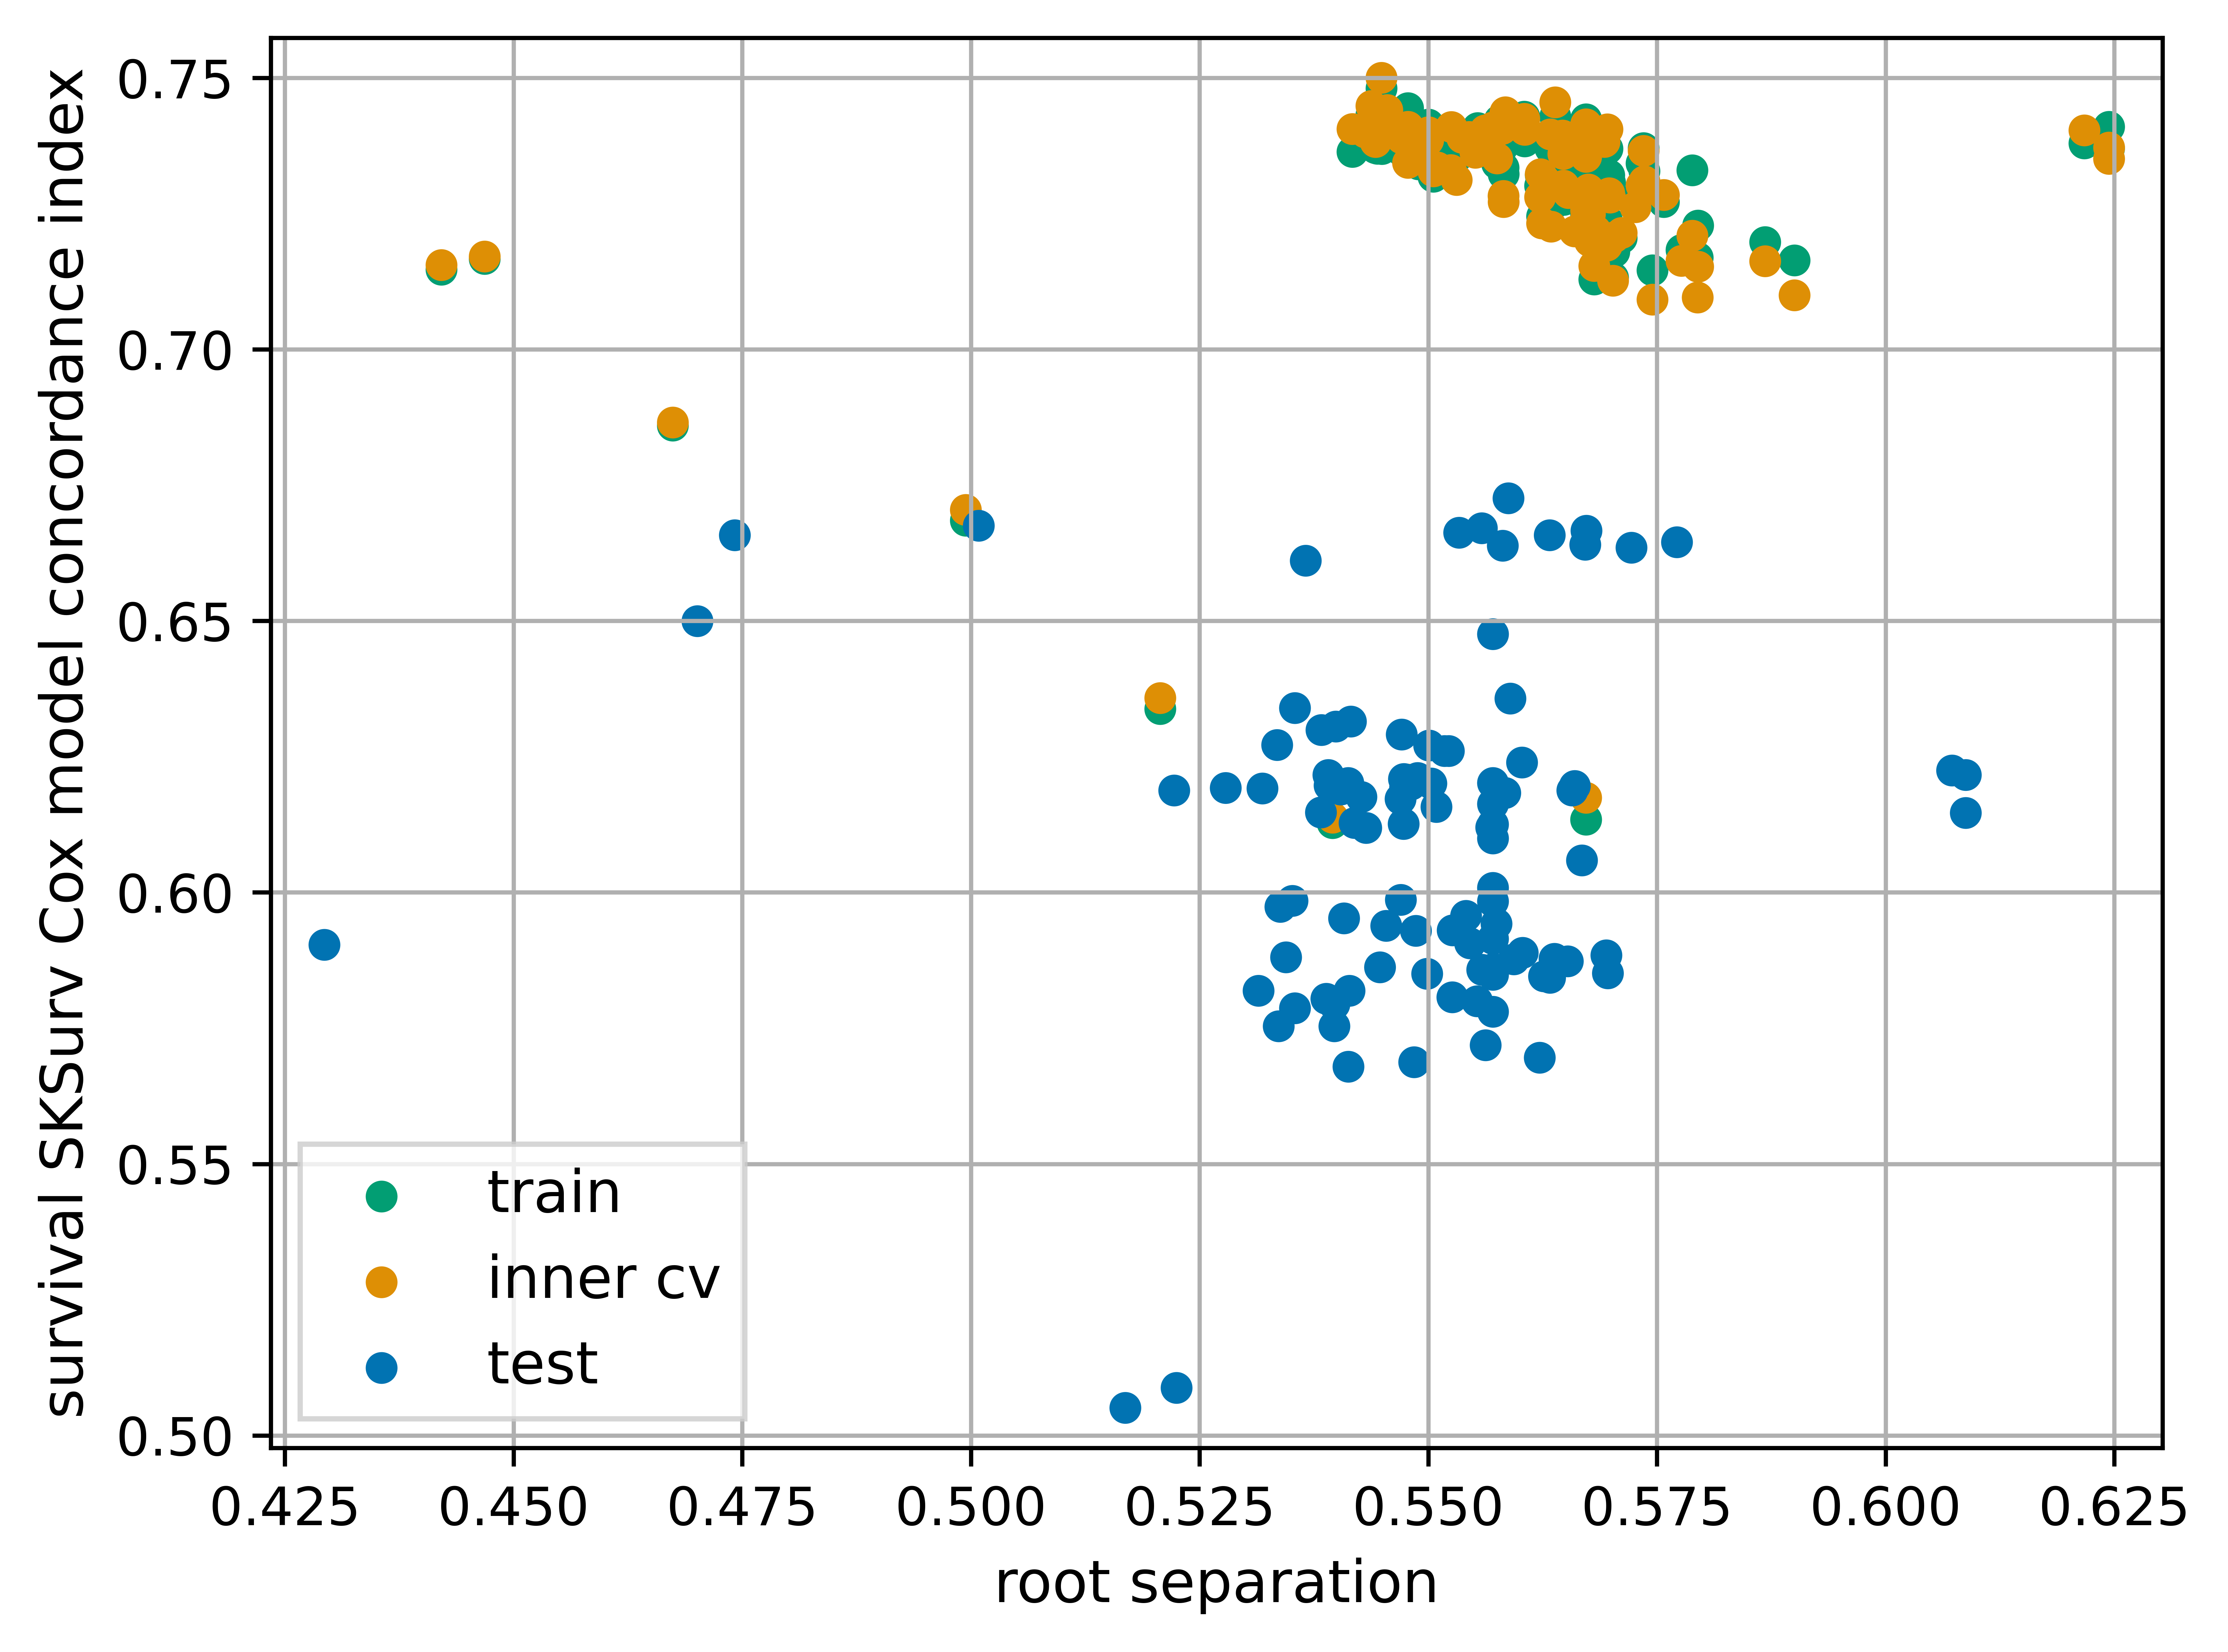 survival SKSurv Cox model concordance index
0.75
0.70
0.65
0.60
0.55
0.50
train
inner cv
test
0.425 0.450 0.475 0.500 0.525 0.550 0.575 0.600 0.625
root separation